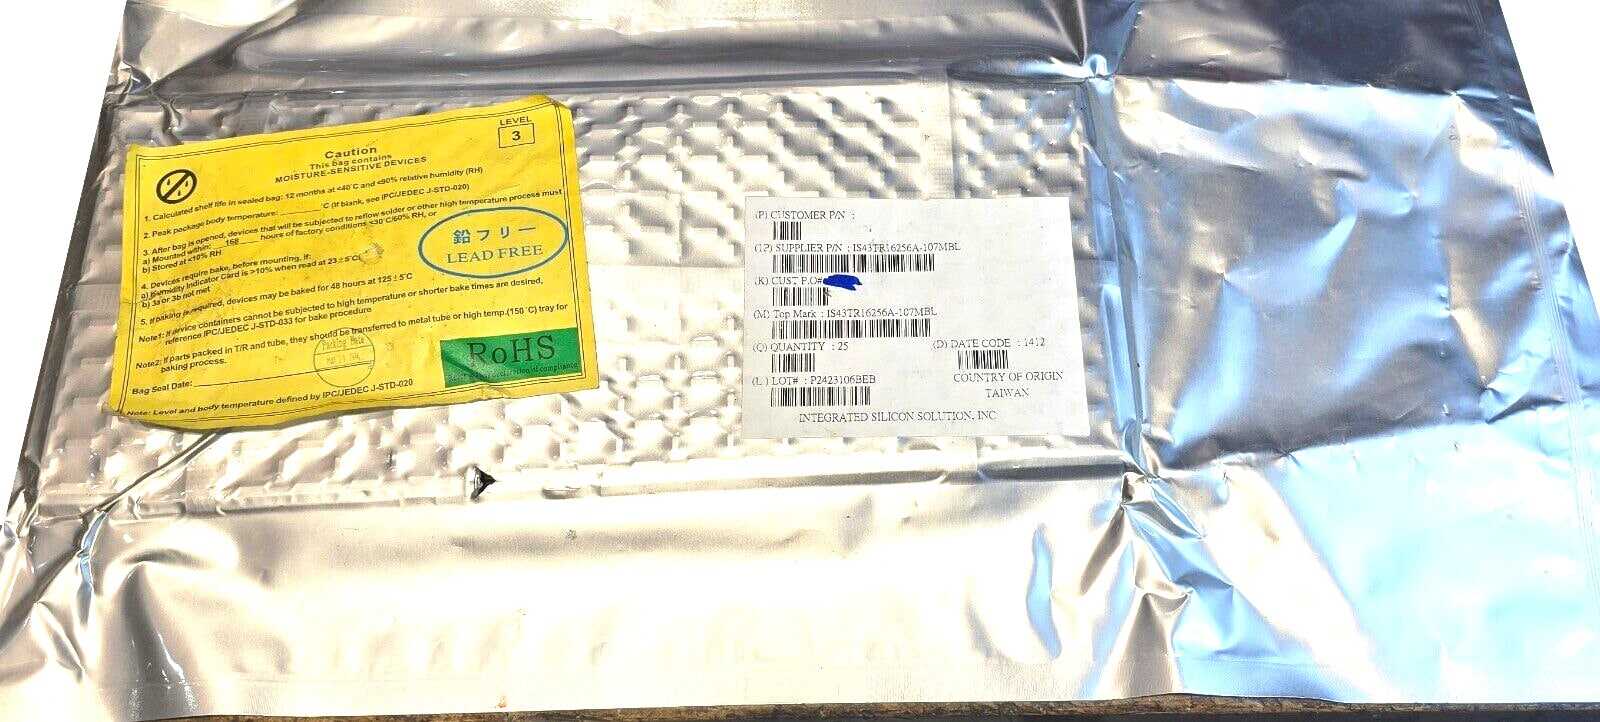 LEVEL
3
Caution
This bag contains
MOISTURE-SENSITIVE DEVICES
1. Calculated shelf life in sealed bag: 12 months at <40°C and <90% relative humidity (RH)
2. Peak package body temperature: ________ °C (If blank, see IPC/JEDEC J-STD-020)
3. After bag is opened, devices that will be subjected to reflow solder or other high temperature process must
a) Mounted within: 168 hours of factory conditions ≤30°C/60% RH, or
b) Stored at <10% RH
4. Devices require bake, before mounting, if:
a) Humidity Indicator Card is >10% when read at 23±5°C
b) 3a or 3b not met
5. If baking is required, devices may be baked for 48 hours at 125±5°C
Note1: If device containers cannot be subjected to high temperature or shorter bake times are desired,
reference IPC/JEDEC J-STD-033 for bake procedure
Note2: If parts packed in T/R and tube, they should be transferred to metal tube or high temp.(150°C) tray for
baking process.
Bag Seal Date: ________
Packing Date
Note: Level and body temperature defined by IPC/JEDEC J-STD-020
鉛フリー
LEAD FREE
RoHS
of compliance
(P) CUSTOMER P/N :
(1P) SUPPLIER P/N : IS43TR16256A-107MBL
(K) CUST P.O#
(M) Top Mark : IS43TR16256A-107MBL
(Q) QUANTITY : 25
(D) DATE CODE : 1412
(L) LOT# : P2423106BEB
COUNTRY OF ORIGIN
TAIWAN
INTEGRATED SILICON SOLUTION, INC